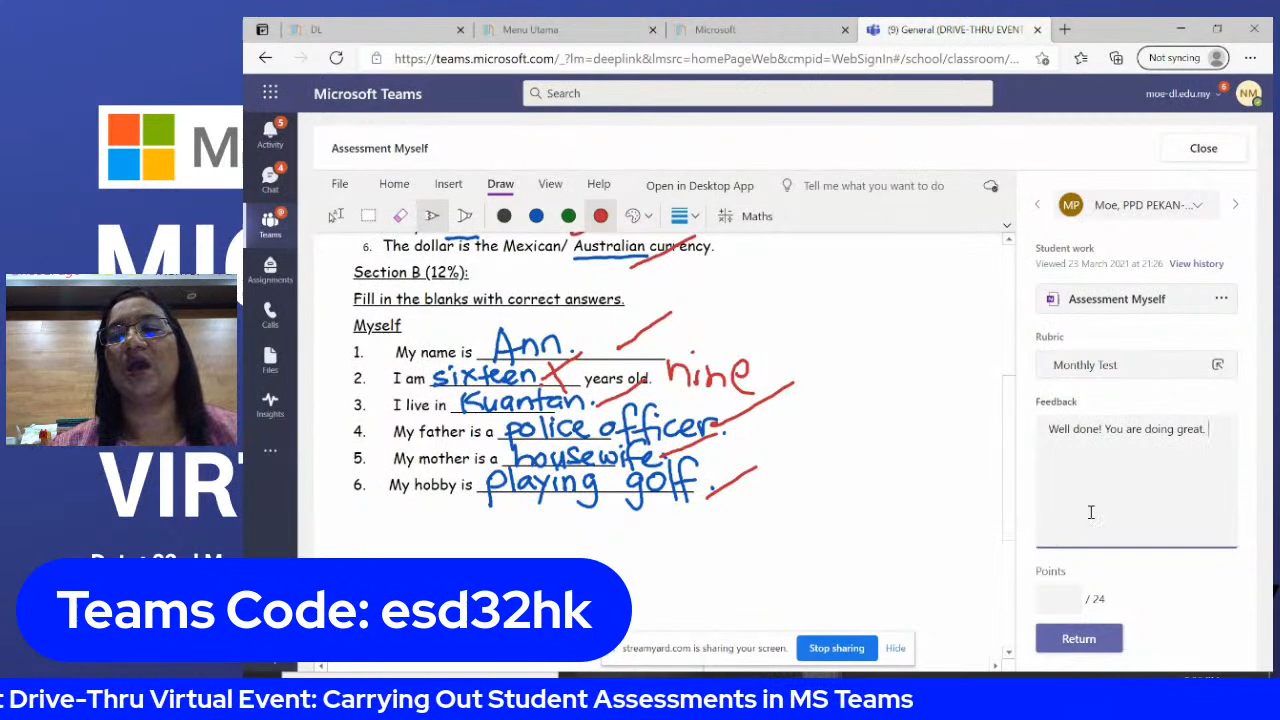 DL
Menu Utama
Microsoft
(9) General (DRIVE-THRU EVENT
https://teams.microsoft.com/_?lm=deeplink&lmsrc=homePageWeb&cmpid=WebSignIn#/school/classroom/...
Not syncing
Microsoft Teams
Search
moe-dl.edu.my
6
NM
M
MIC
VIRT
5
Activity
4
Chat
Teams
Assignments
Calls
Files
Insights
Assessment Myself
Close
File Home Insert Draw View Help Open in Desktop App Tell me what you want to do
Maths
6. The dollar is the Mexican/ Australian currency.
Section B (12%):
Fill in the blanks with correct answers.
Myself
1. My name is Ann.
2. I am sixteen X years old. nine
3. I live in Kuantan.
4. My father is a police officer.
5. My mother is a housewife.
6. My hobby is playing golf.
MP Moe, PPD PEKAN-...
Student work
Viewed 23 March 2021 at 21:26 View history
Assessment Myself
Rubric
Monthly Test
Feedback
Well done! You are doing great.
Points
/ 24
Return
streamyard.com is sharing your screen. Stop sharing Hide
Teams Code: esd32hk
t Drive-Thru Virtual Event: Carrying Out Student Assessments in MS Teams